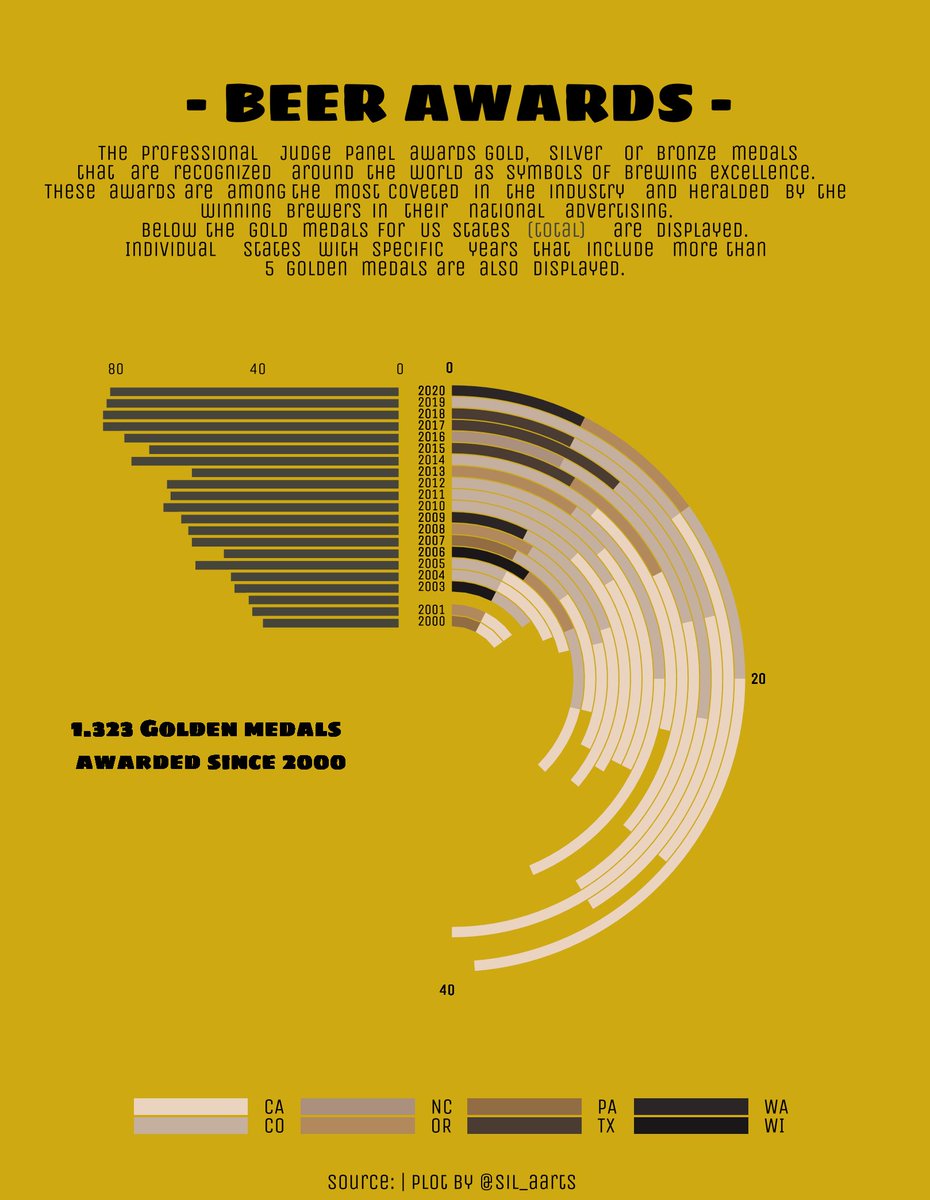 - BEER AWARDS -
The professional judge panel awards gold, silver or bronze medals
that are recognized around the world as symbols of brewing excellence.
These awards are among the most coveted in the industry and heralded by the
winning brewers in their national advertising.
Below the gold medals for US states (total) are displayed.
Individual states with specific years that include more than
5 golden medals are also displayed.
80 40 0 0
2020
2019
2018
2017
2016
2015
2014
2013
2012
2011
2010
2009
2008
2007
2006
2005
2004
2003
2001
2000
20
1.323 Golden medals
awarded since 2000
40
CA NC PA WA
CO OR TX WI
source: | plot by @sil_aarts